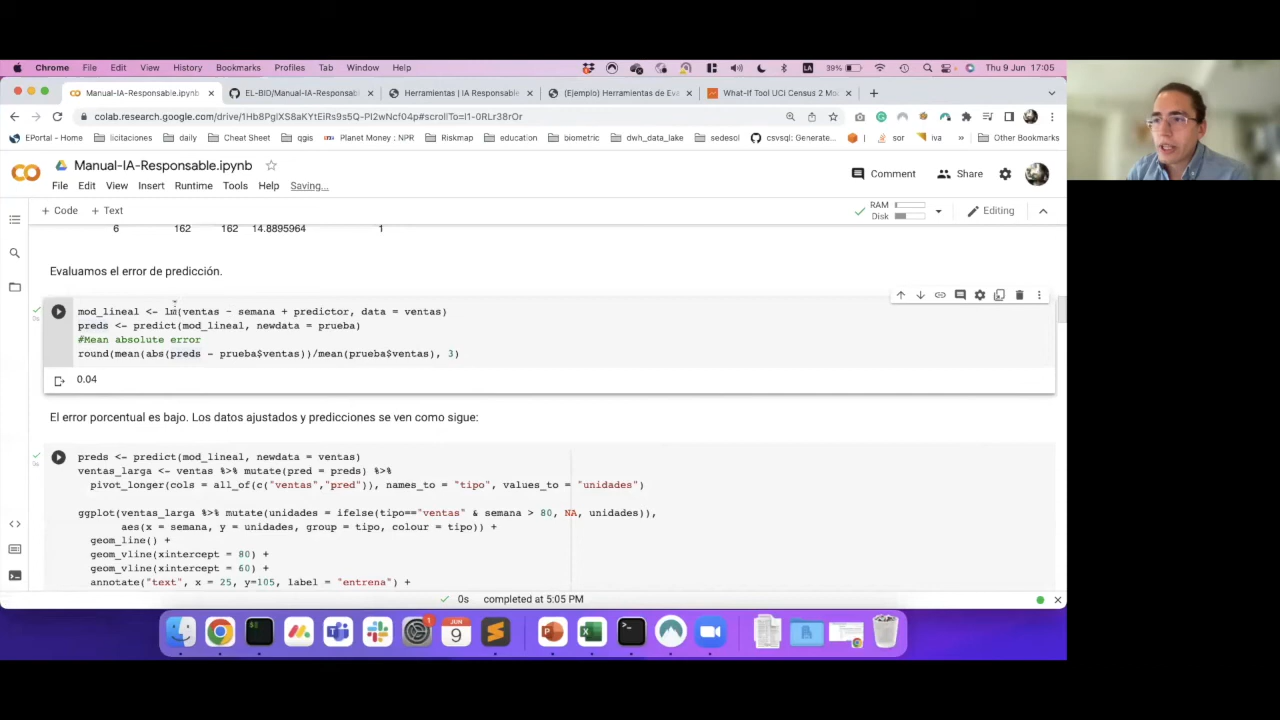 Chrome File Edit View History Bookmarks Profiles Tab Window Help
LA 39% Thu 9 Jun 17:05
Manual-IA-Responsable.ipynb
EL-BID/Manual-IA-Responsabl
Herramientas | IA Responsable
(Ejemplo) Herramientas de Eva
What-If Tool UCI Census 2 Mo
colab.research.google.com/drive/1Hb8PglXS8aKYtEiRs9s5Q-PI2wNcf04p#scrollTo=l1-0RLr38rOr
EPortal - Home licitaciones daily Cheat Sheet qgis Planet Money : NPR Riskmap education biometric dwh_data_lake sedesol csvsql: Generate... sor iva » Other Bookmarks
Manual-IA-Responsable.ipynb
File Edit View Insert Runtime Tools Help Saving...
Comment Share
+ Code + Text
RAM
Disk
Editing
6 162 162 14.8895964 1
Evaluamos el error de predicción.
mod_lineal <- lm(ventas ~ semana + predictor, data = ventas)
preds <- predict(mod_lineal, newdata = prueba)
#Mean absolute error
round(mean(abs(preds - prueba$ventas))/mean(prueba$ventas), 3)
0.04
El error porcentual es bajo. Los datos ajustados y predicciones se ven como sigue:
preds <- predict(mod_lineal, newdata = ventas)
ventas_larga <- ventas %>% mutate(pred = preds) %>%
pivot_longer(cols = all_of(c("ventas","pred")), names_to = "tipo", values_to = "unidades")
ggplot(ventas_larga %>% mutate(unidades = ifelse(tipo=="ventas" & semana > 80, NA, unidades)),
aes(x = semana, y = unidades, group = tipo, colour = tipo)) +
geom_line() +
geom_vline(xintercept = 80) +
geom_vline(xintercept = 60) +
annotate("text", x = 25, y=105, label = "entrena") +
0s completed at 5:05 PM
JUN
9
1